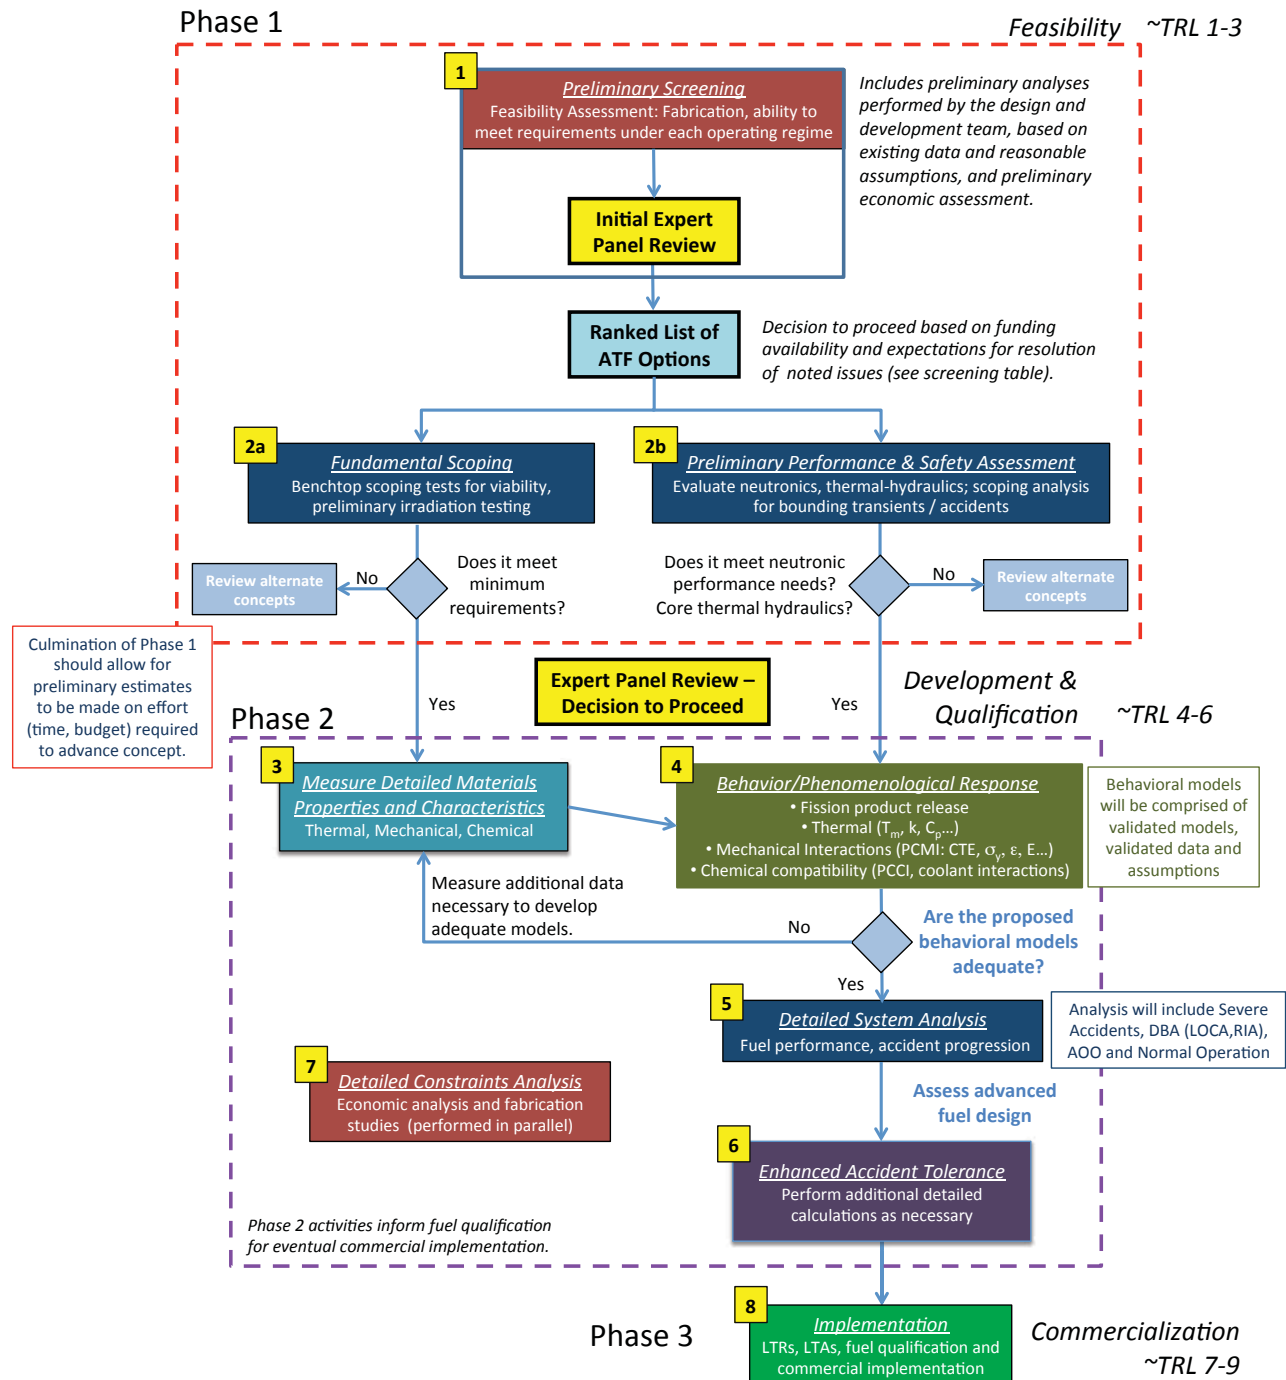 Phase 1
Feasibility ~TRL 1-3
1
Preliminary Screening
Feasibility Assessment: Fabrication, ability to
meet requirements under each operating regime
Includes preliminary analyses
performed by the design and
development team, based on
existing data and reasonable
assumptions, and preliminary
economic assessment.
Initial Expert
Panel Review
Ranked List of
ATF Options
Decision to proceed based on funding
availability and expectations for resolution
of noted issues (see screening table).
2a
Fundamental Scoping
Benchtop scoping tests for viability,
preliminary irradiation testing
2b
Preliminary Performance & Safety Assessment
Evaluate neutronics, thermal-hydraulics; scoping analysis
for bounding transients / accidents
Review alternate
concepts
No
Does it meet
minimum
requirements?
Does it meet neutronic
performance needs?
Core thermal hydraulics?
No
Review alternate
concepts
Culmination of Phase 1
should allow for
preliminary estimates
to be made on effort
(time, budget) required
to advance concept.
Yes
Expert Panel Review –
Decision to Proceed
Yes
Development &
Qualification ~TRL 4-6
Phase 2
3
Measure Detailed Materials
Properties and Characteristics
Thermal, Mechanical, Chemical
4
Behavior/Phenomenological Response
• Fission product release
• Thermal (Tm, k, Cp…)
• Mechanical Interactions (PCMI: CTE, σy, ε, E…)
• Chemical compatibility (PCCI, coolant interactions)
Behavioral models
will be comprised of
validated models,
validated data and
assumptions
Measure additional data
necessary to develop
adequate models.
No
Are the proposed
behavioral models
adequate?
Yes
5
Detailed System Analysis
Fuel performance, accident progression
Analysis will include Severe
Accidents, DBA (LOCA,RIA),
AOO and Normal Operation
7
Detailed Constraints Analysis
Economic analysis and fabrication
studies (performed in parallel)
Assess advanced
fuel design
6
Enhanced Accident Tolerance
Perform additional detailed
calculations as necessary
Phase 2 activities inform fuel qualification
for eventual commercial implementation.
Phase 3
8
Implementation
LTRs, LTAs, fuel qualification and
commercial implementation
Commercialization
~TRL 7-9